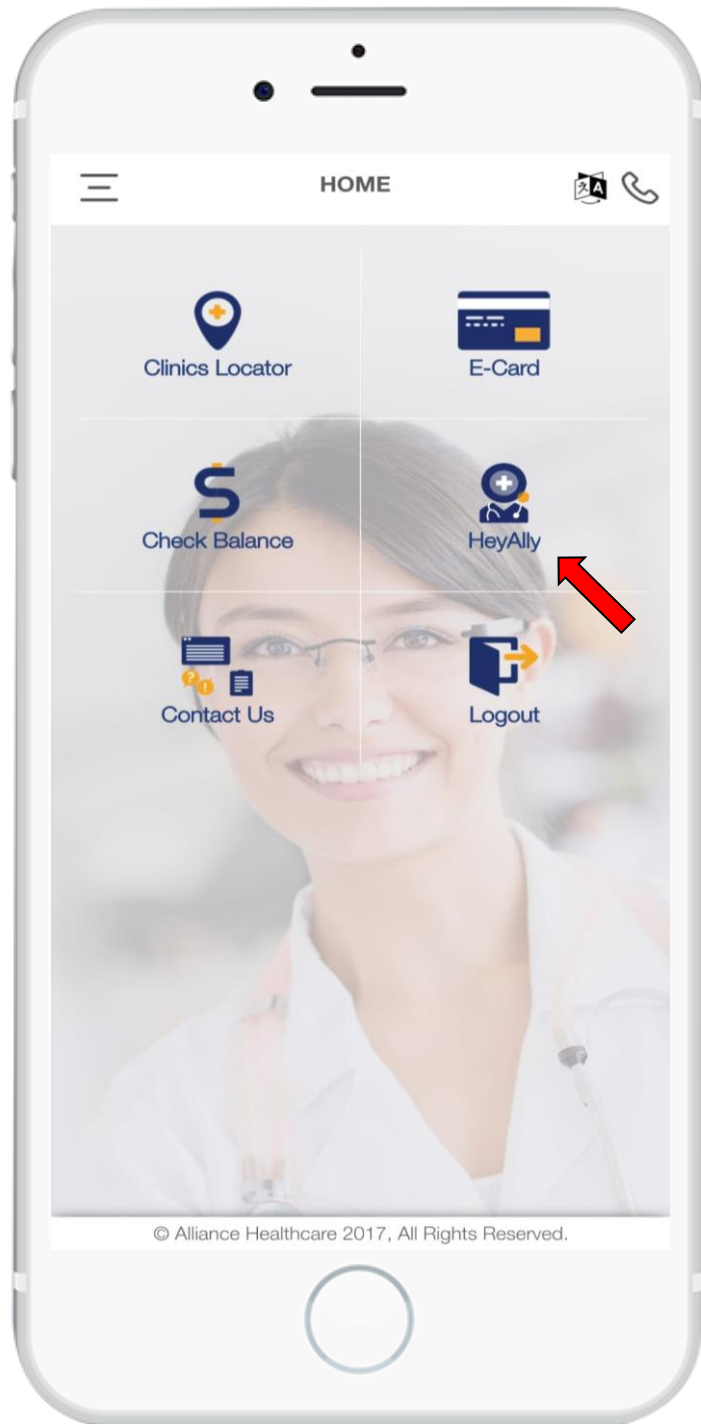 HOME
Clinics Locator
E-Card
Check Balance
HeyAlly
Contact Us
Logout
© Alliance Healthcare 2017, All Rights Reserved.